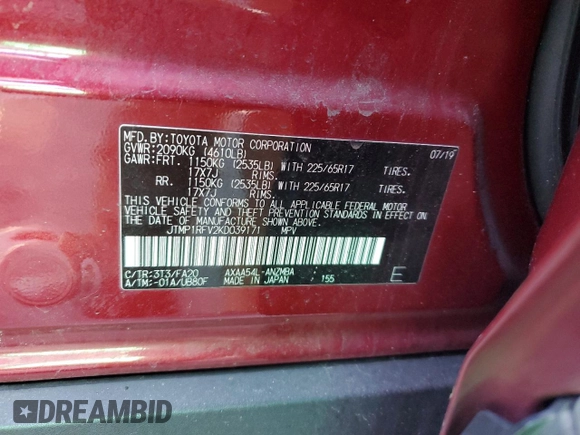 MFD.BY:TOYOTA MOTOR CORPORATION 07/19
GVWR:2090KG (4610LB)
GAWR:FRT. 1150KG (2535LB) WITH 225/65R17 TIRES.
17X7J RIMS.
RR. 1150KG (2535LB) WITH 225/65R17 TIRES.
17X7J RIMS.
THIS VEHICLE CONFORMS TO ALL APPLICABLE FEDERAL MOTOR
VEHICLE SAFETY AND THEFT PREVENTION STANDARDS IN EFFECT
ON THE DATE OF MANUFACTURE SHOWN ABOVE.
JTMP1RFV2KD039171 MPV
C/TR:3T3/FA20 AXAA54L-ANZMBA E
A/TM:-01A/UB80F MADE IN JAPAN 155
DREAMBID